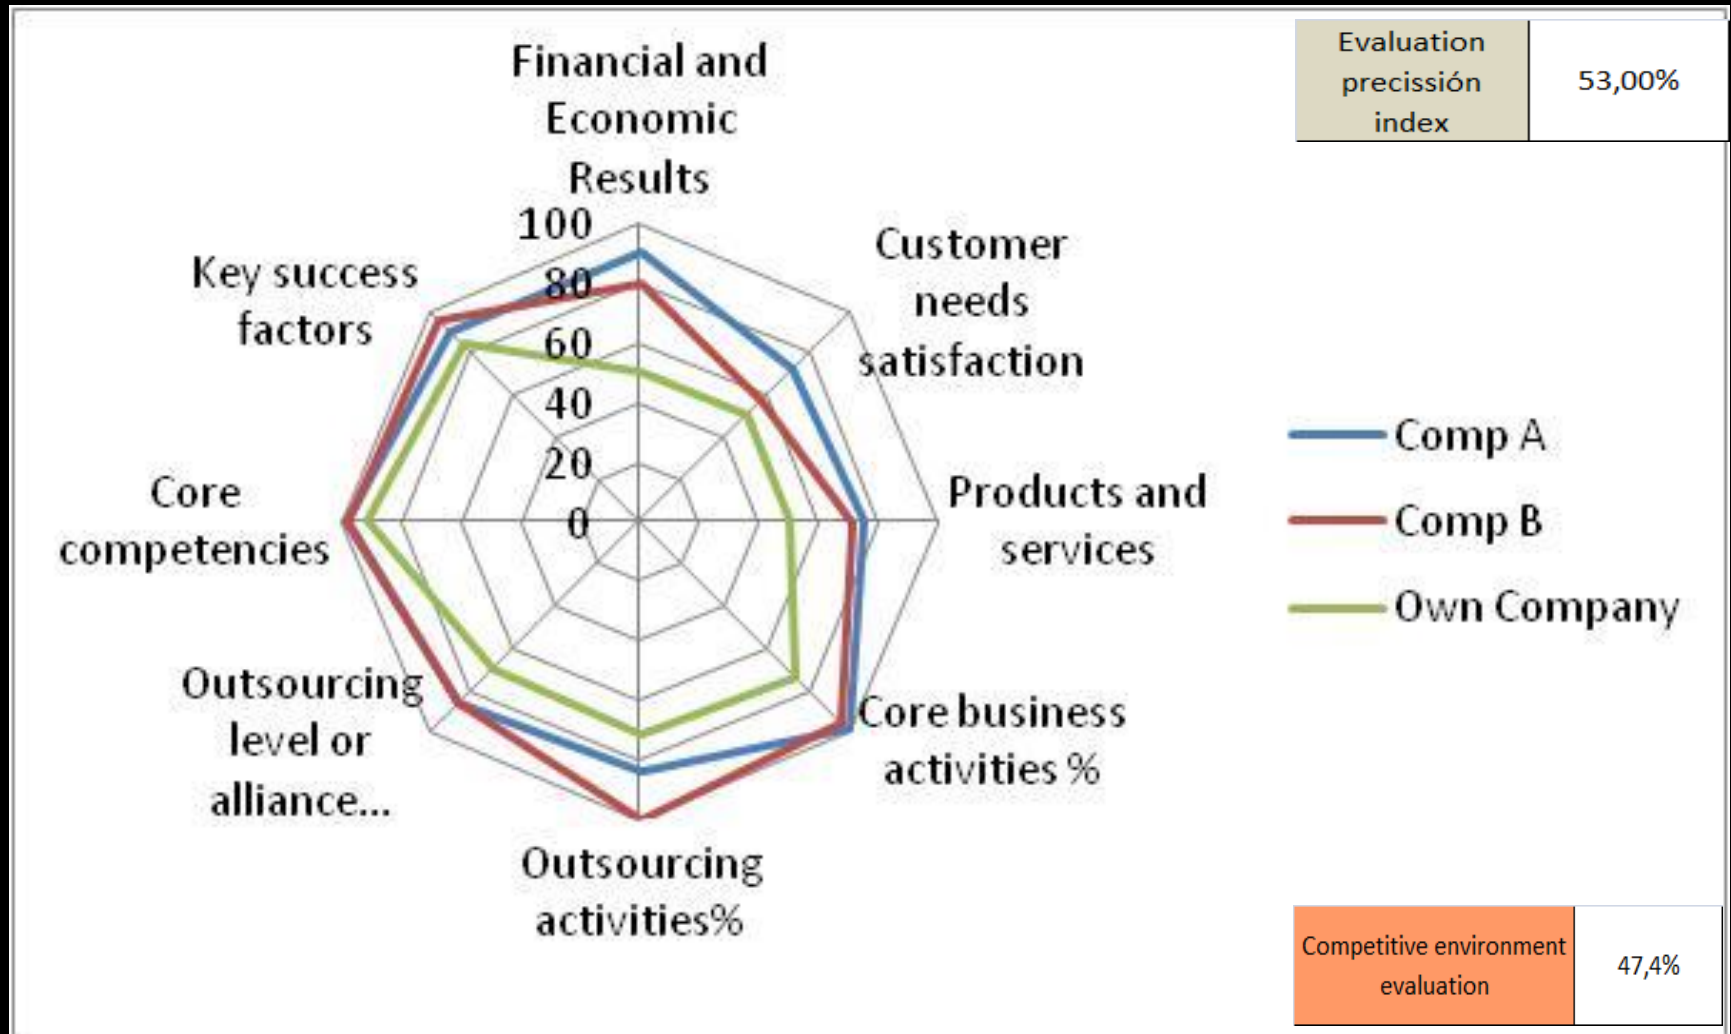 Financial and
Economic
Results
Evaluation
precissión
index
53,00%
100
80
60
40
20
0
Customer
needs
satisfaction
Products and
services
Core business
activities %
Outsourcing
activities%
Outsourcing
level or
alliance...
Core
competencies
Key success
factors
Comp A
Comp B
Own Company
Competitive environment
evaluation
47,4%